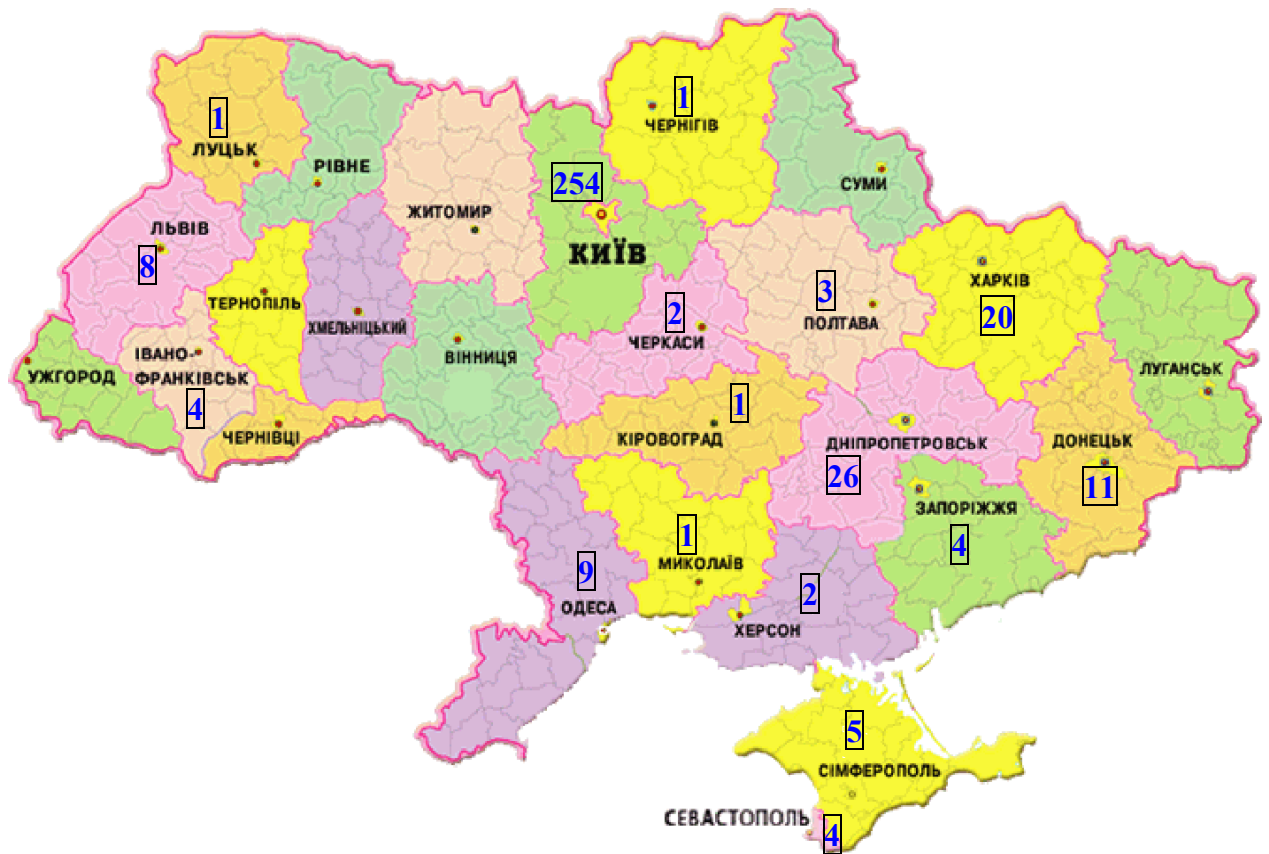 1
ЧЕРНІГІВ
1
ЛУЦЬК
РІВНЕ
254
СУМИ
ЖИТОМИР
ЛЬВІВ
8
КИЇВ
ХАРКІВ
20
3
ПОЛТАВА
2
ЧЕРКАСИ
ТЕРНОПІЛЬ
ХМЕЛЬНІЦЬКИЙ
ВІННИЦЯ
ІВАНО-
ФРАНКІВСЬК
4
УЖГОРОД
ЛУГАНСЬК
ЧЕРНІВЦІ
1
КІРОВОГРАД
ДНІПРОПЕТРОВСЬК
26
ДОНЕЦЬК
11
ЗАПОРІЖЖЯ
4
1
МИКОЛАЇВ
9
ОДЕСА
2
ХЕРСОН
5
СІМФЕРОПОЛЬ
СЕВАСТОПОЛЬ
4